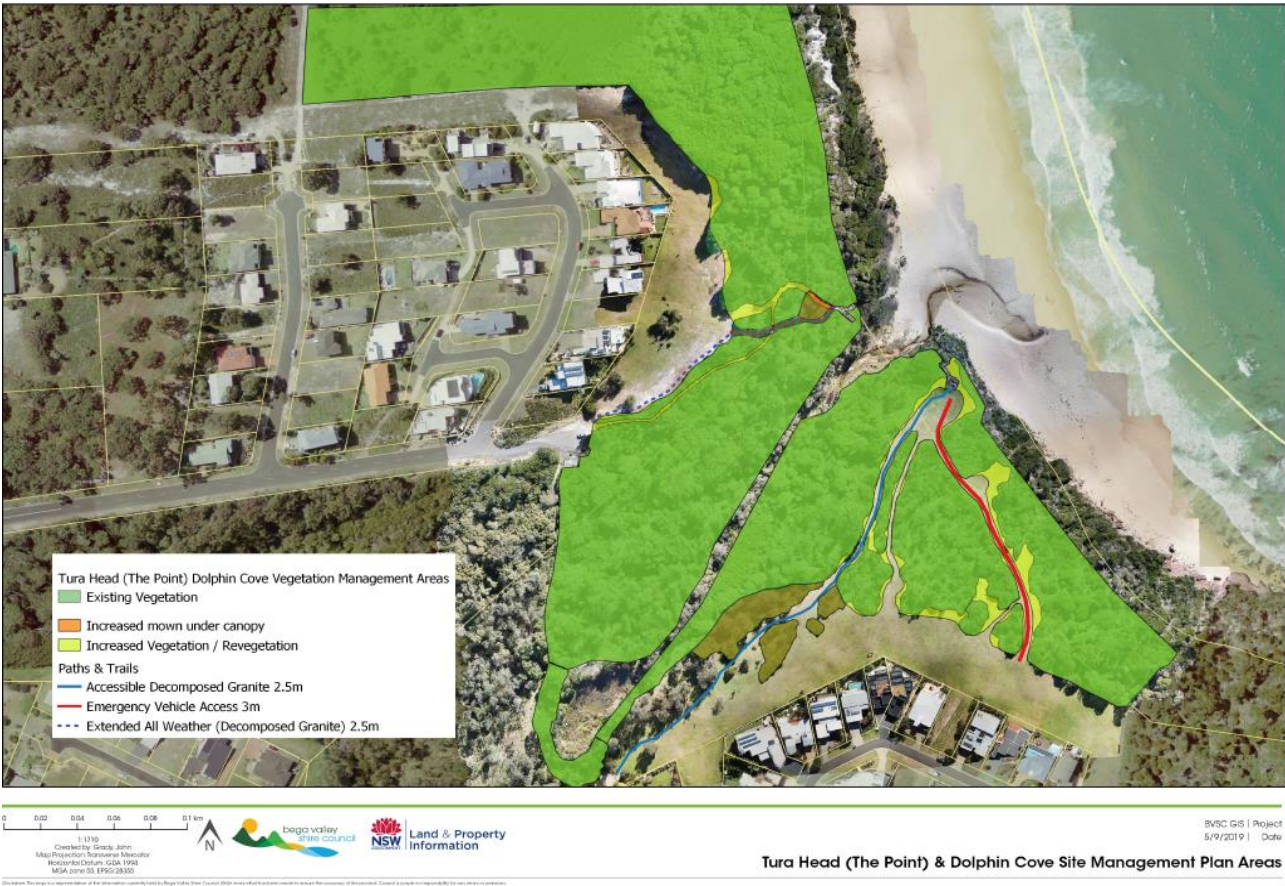 Tura Head (The Point) Dolphin Cove Vegetation Management Areas
Existing Vegetation
Increased mown under canopy
Increased Vegetation / Revegetation
Paths & Trails
Accessible Decomposed Granite 2.5m
Emergency Vehicle Access 3m
Extended All Weather (Decomposed Granite) 2.5m
0 0.02 0.04 0.06 0.08 0.1 km
1:1710
Created by: Grady, John
Map Projection: Transverse Mercator
Horizontal Datum: GDA 1994
MGA zone 55, EPSG:28355
N
bega valley
shire council
NSW
GOVERNMENT
Land & Property
Information
BVSC GIS | Project
5/9/2019 | Date
Tura Head (The Point) & Dolphin Cove Site Management Plan Areas